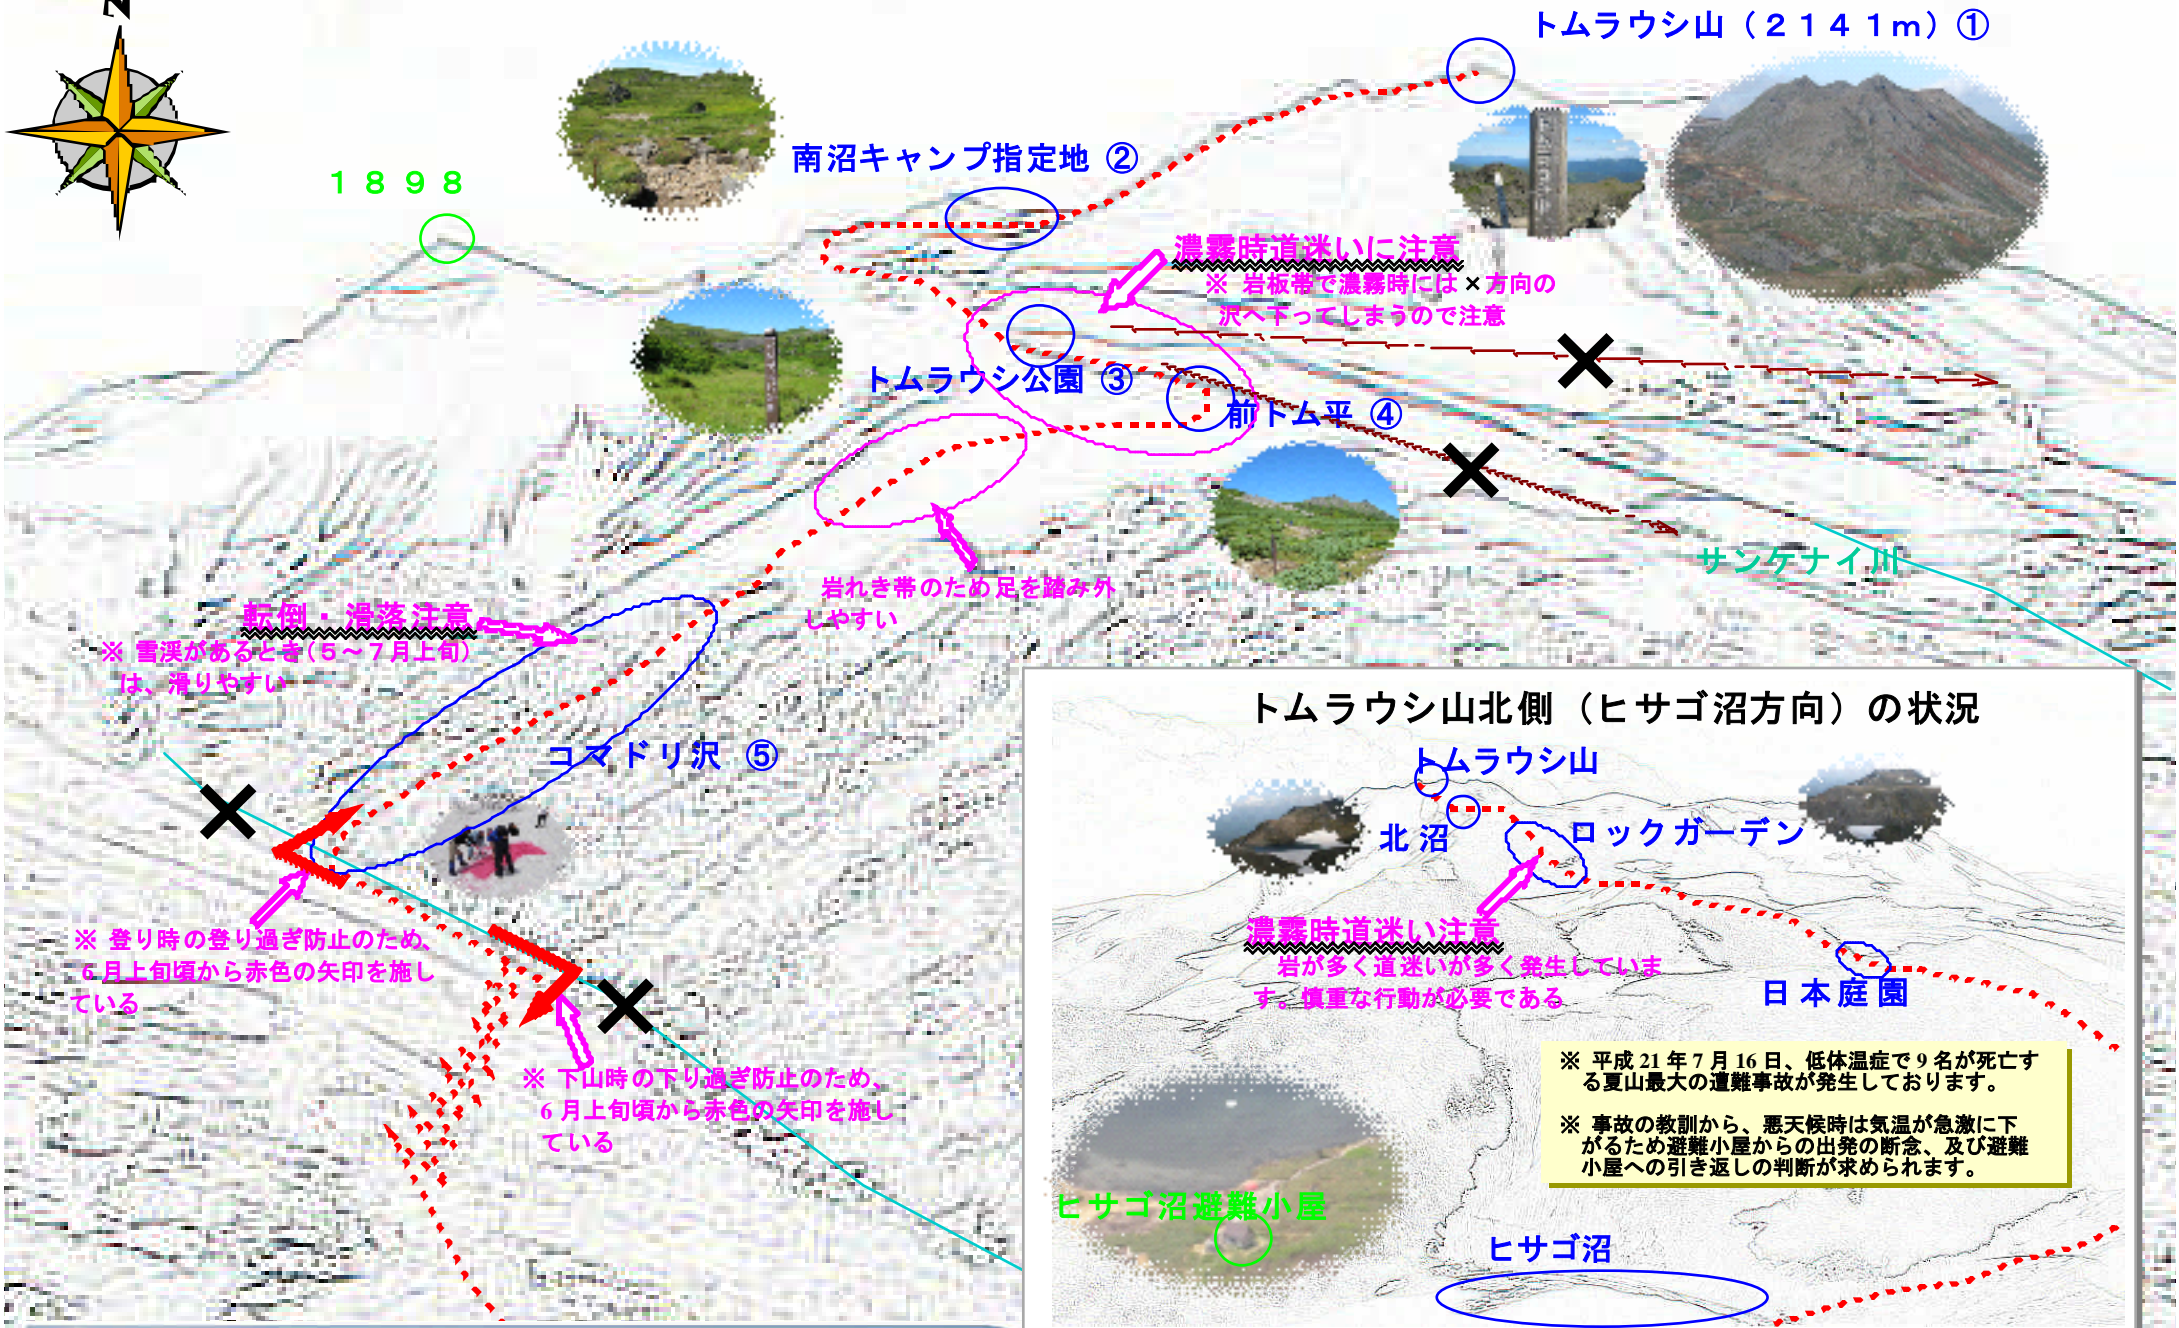 N
トムラウシ山（２１４１ｍ）①
南沼キャンプ指定地 ②
１８９８
濃霧時道迷いに注意
※ 岩板帯で濃霧時には×方向の
沢へ下ってしまうので注意
トムラウシ公園 ③
前トム平 ④
サンケナイ川
岩れき帯のため足を踏み外
しやすい
転倒・滑落注意
※ 雪渓があるとき（５～７月上旬）
は、滑りやすい
コマドリ沢 ⑤
※ 登り時の登り過ぎ防止のため、
6月上旬頃から赤色の矢印を施し
ている
※ 下山時の下り過ぎ防止のため、
6月上旬頃から赤色の矢印を施し
ている
トムラウシ山北側（ヒサゴ沼方向）の状況
トムラウシ山
北沼
ロックガーデン
濃霧時道迷い注意
岩が多く道迷いが多く発生していま
す。慎重な行動が必要である
日本庭園
※ 平成 21 年 7 月 16 日、低体温症で 9 名が死亡す
る夏山最大の遭難事故が発生しております。
※ 事故の教訓から、悪天候時は気温が急激に下
がるため避難小屋からの出発の断念、及び避難
小屋への引き返しの判断が求められます。
ヒサゴ沼避難小屋
ヒサゴ沼